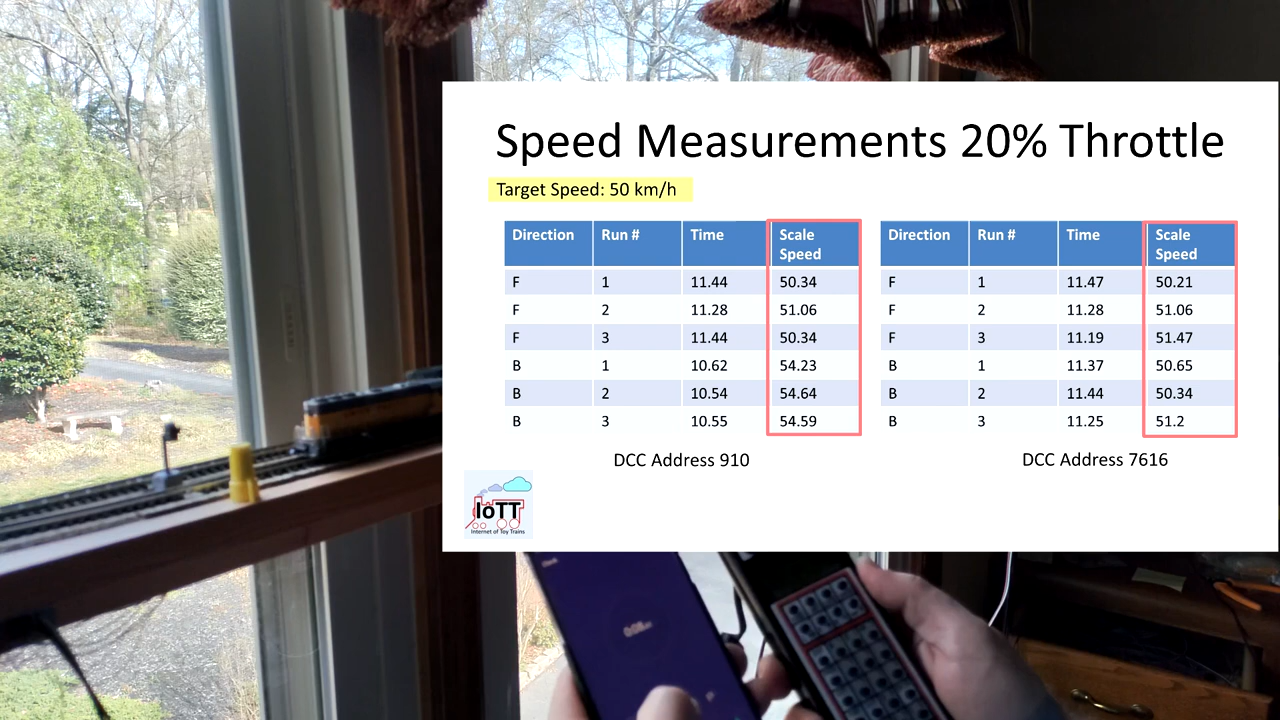 Speed Measurements 20% Throttle
Target Speed: 50 km/h
Direction Run # Time Scale Speed
F 1 11.44 50.34
F 2 11.28 51.06
F 3 11.44 50.34
B 1 10.62 54.23
B 2 10.54 54.64
B 3 10.55 54.59
DCC Address 910
Direction Run # Time Scale Speed
F 1 11.47 50.21
F 2 11.28 51.06
F 3 11.19 51.47
B 1 11.37 50.65
B 2 11.44 50.34
B 3 11.25 51.2
DCC Address 7616
IoTT
Internet of Toy Trains